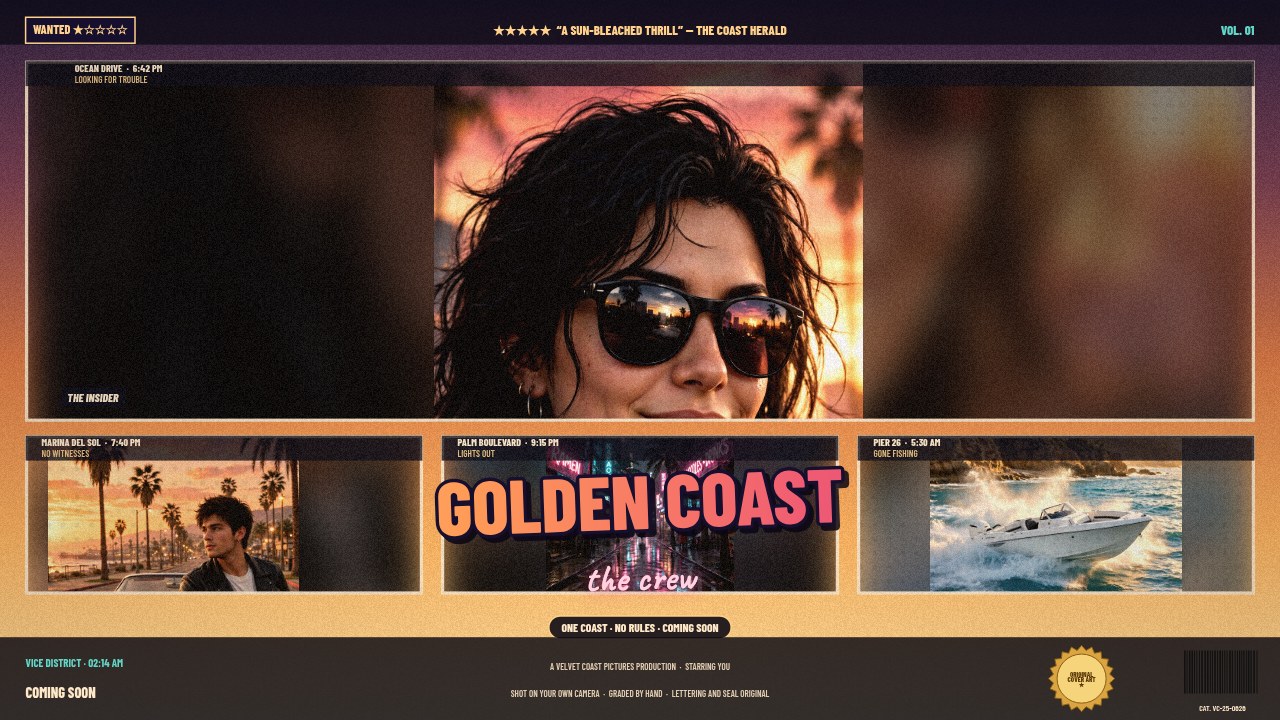 WANTED ★☆☆☆☆☆
★★★★★ “A SUN-BLEACHED THRILL” — THE COAST HERALD
VOL. 01
OCEAN DRIVE · 6:42 PM
LOOKING FOR TROUBLE
THE INSIDER
MARINA DEL SOL · 7:40 PM
NO WITNESSES
PALM BOULEVARD · 9:15 PM
LIGHTS OUT
PIER 26 · 5:30 AM
GONE FISHING
GOLDEN COAST
the crew
ONE COAST · NO RULES · COMING SOON
VICE DISTRICT · 02:14 AM
COMING SOON
A VELVET COAST PICTURES PRODUCTION · STARRING YOU
SHOT ON YOUR OWN CAMERA · GRADED BY HAND · LETTERING AND SEAL ORIGINAL
ORIGINAL
COVER ART
★
CAT. VC-25-0626